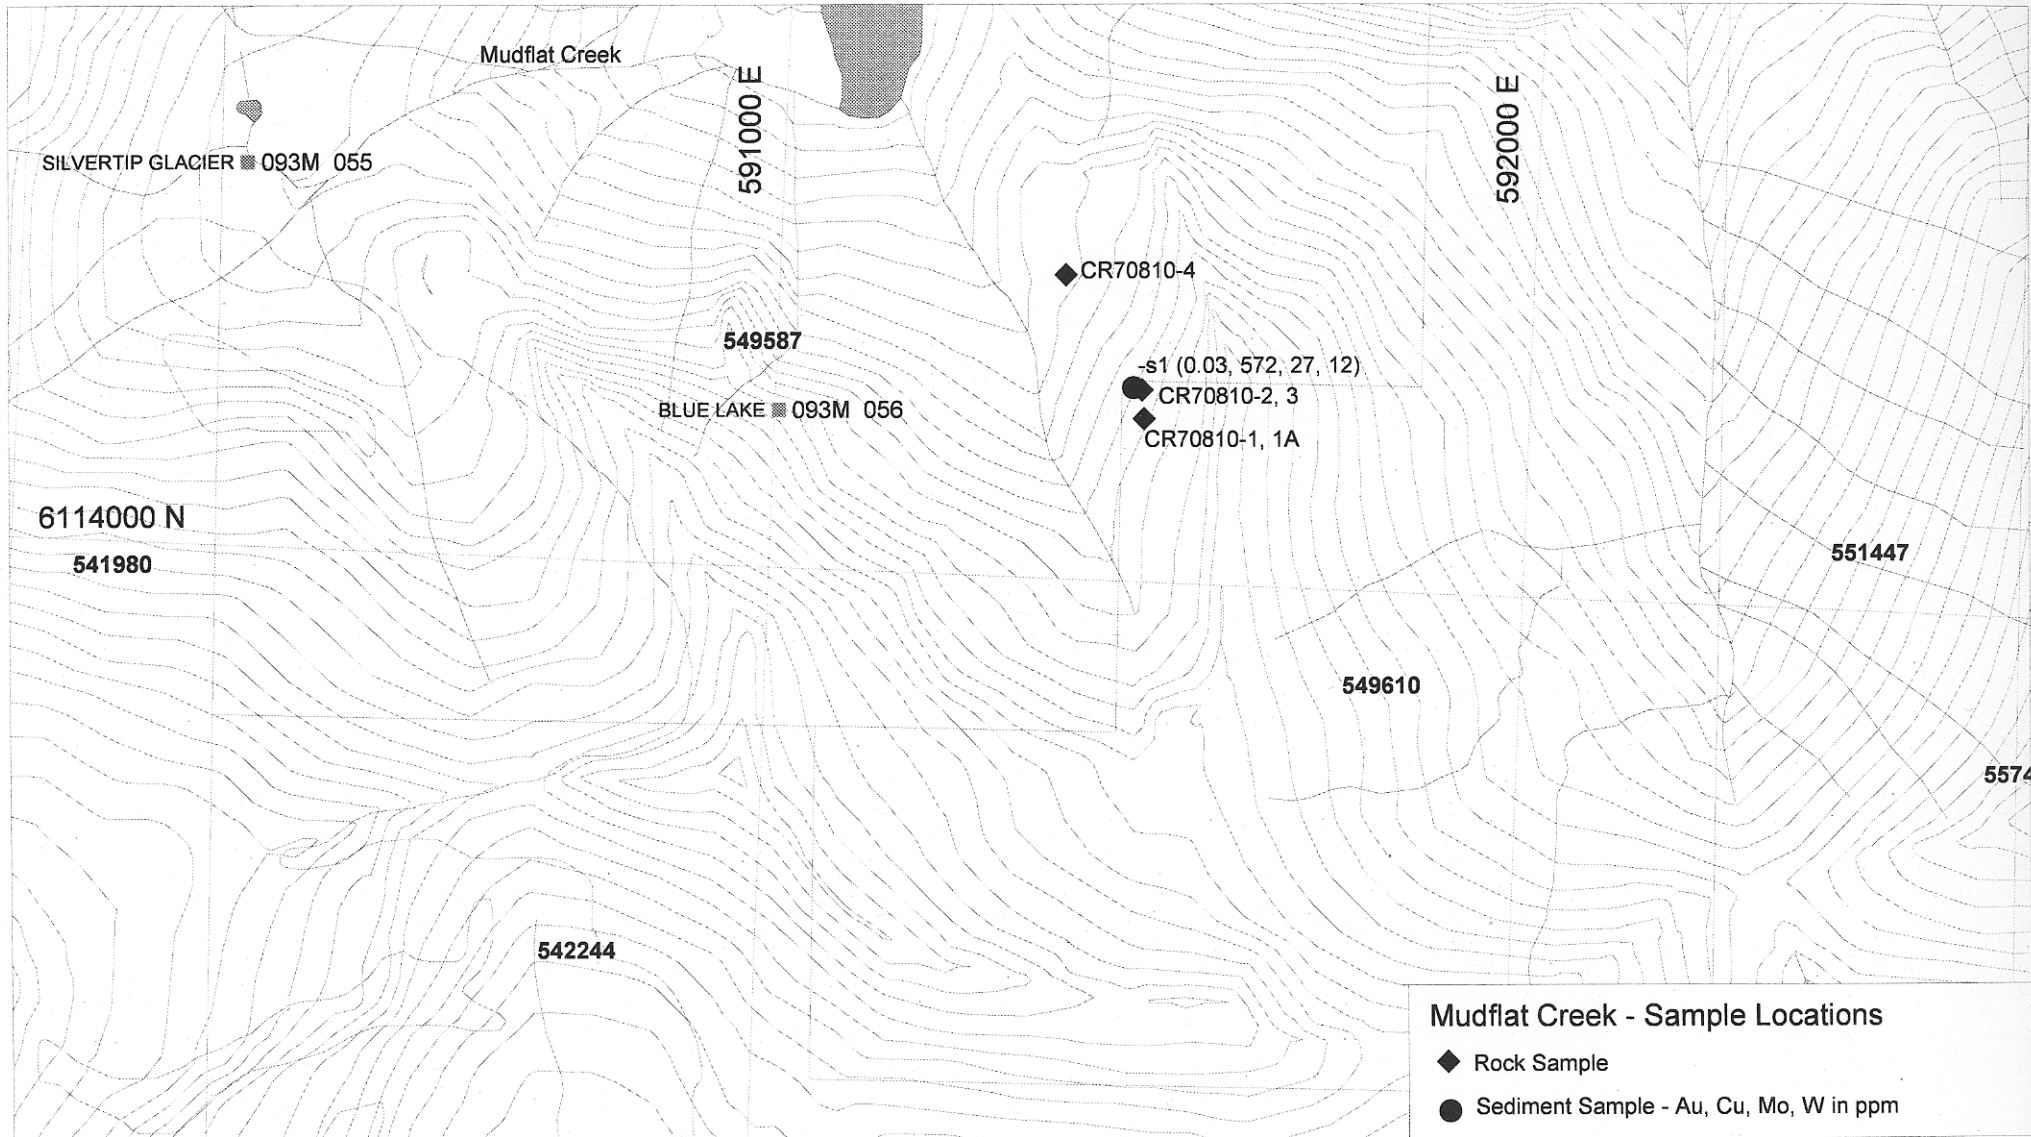 Mudflat Creek
591000 E
592000 E
SILVERTIP GLACIER 093M 055
CR70810-4
549587
-s1 (0.03, 572, 27, 12)
CR70810-2, 3
BLUE LAKE 093M 056
CR70810-1, 1A
6114000 N
541980
551447
549610
5574
542244
Mudflat Creek - Sample Locations
Rock Sample
Sediment Sample - Au, Cu, Mo, W in ppm